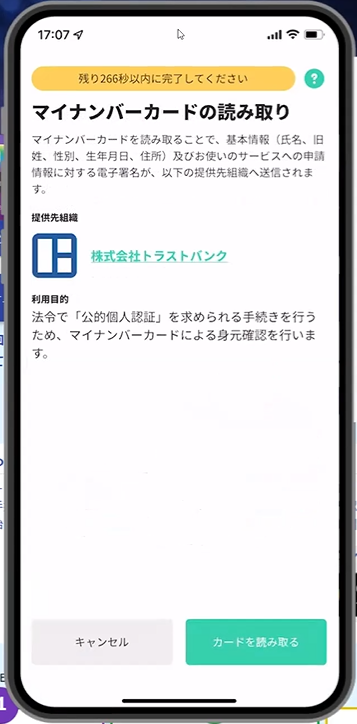 17:07
残り266秒以内に完了してください
?
マイナンバーカードの読み取り
マイナンバーカードを読み取ることで、基本情報（氏名、旧
姓、性別、生年月日、住所）及びお使いのサービスへの申請
情報に対する電子署名が、以下の提供先組織へ送信されま
す。
提供先組織
株式会社トラストバンク
利用目的
法令で「公的個人認証」を求められる手続きを行う
ため、マイナンバーカードによる身元確認を行いま
す。
キャンセル
カードを読み取る
1